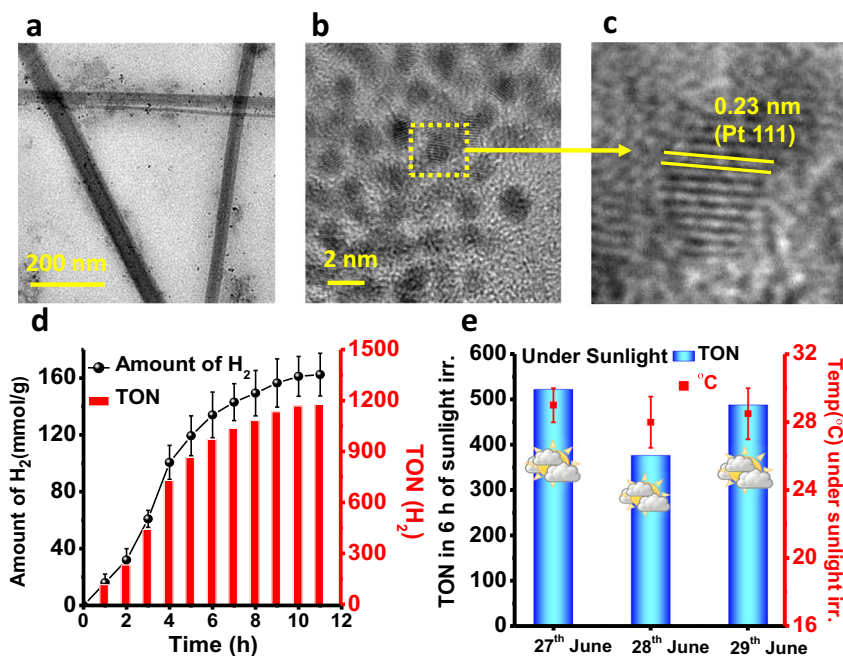 a
b
c
200 nm
2 nm
0.23 nm
(Pt 111)
d
Amount of H2(mmol/g)
160
120
80
40
0
Amount of H2
TON
1500
1200
900
600
300
0
TON (H2)
0 2 4 6 8 10 12
Time (h)
e
TON in 6 h of sunlight irr.
600
500
400
300
200
100
0
Under Sunlight
TON
°C
32
28
24
20
16
Temp(°C) under sunlight irr.
27th June 28th June 29th June